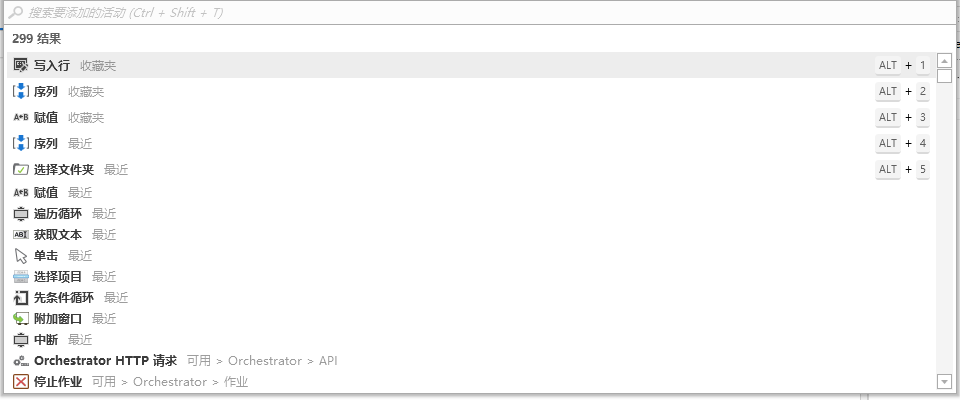 搜索要添加的活动 (Ctrl + Shift + T)
299 结果
写入行 收藏夹 ALT + 1
序列 收藏夹 ALT + 2
赋值 收藏夹 ALT + 3
序列 最近 ALT + 4
选择文件夹 最近 ALT + 5
赋值 最近
遍历循环 最近
获取文本 最近
单击 最近
选择项目 最近
先条件循环 最近
附加窗口 最近
中断 最近
Orchestrator HTTP 请求 可用 > Orchestrator > API
停止作业 可用 > Orchestrator > 作业